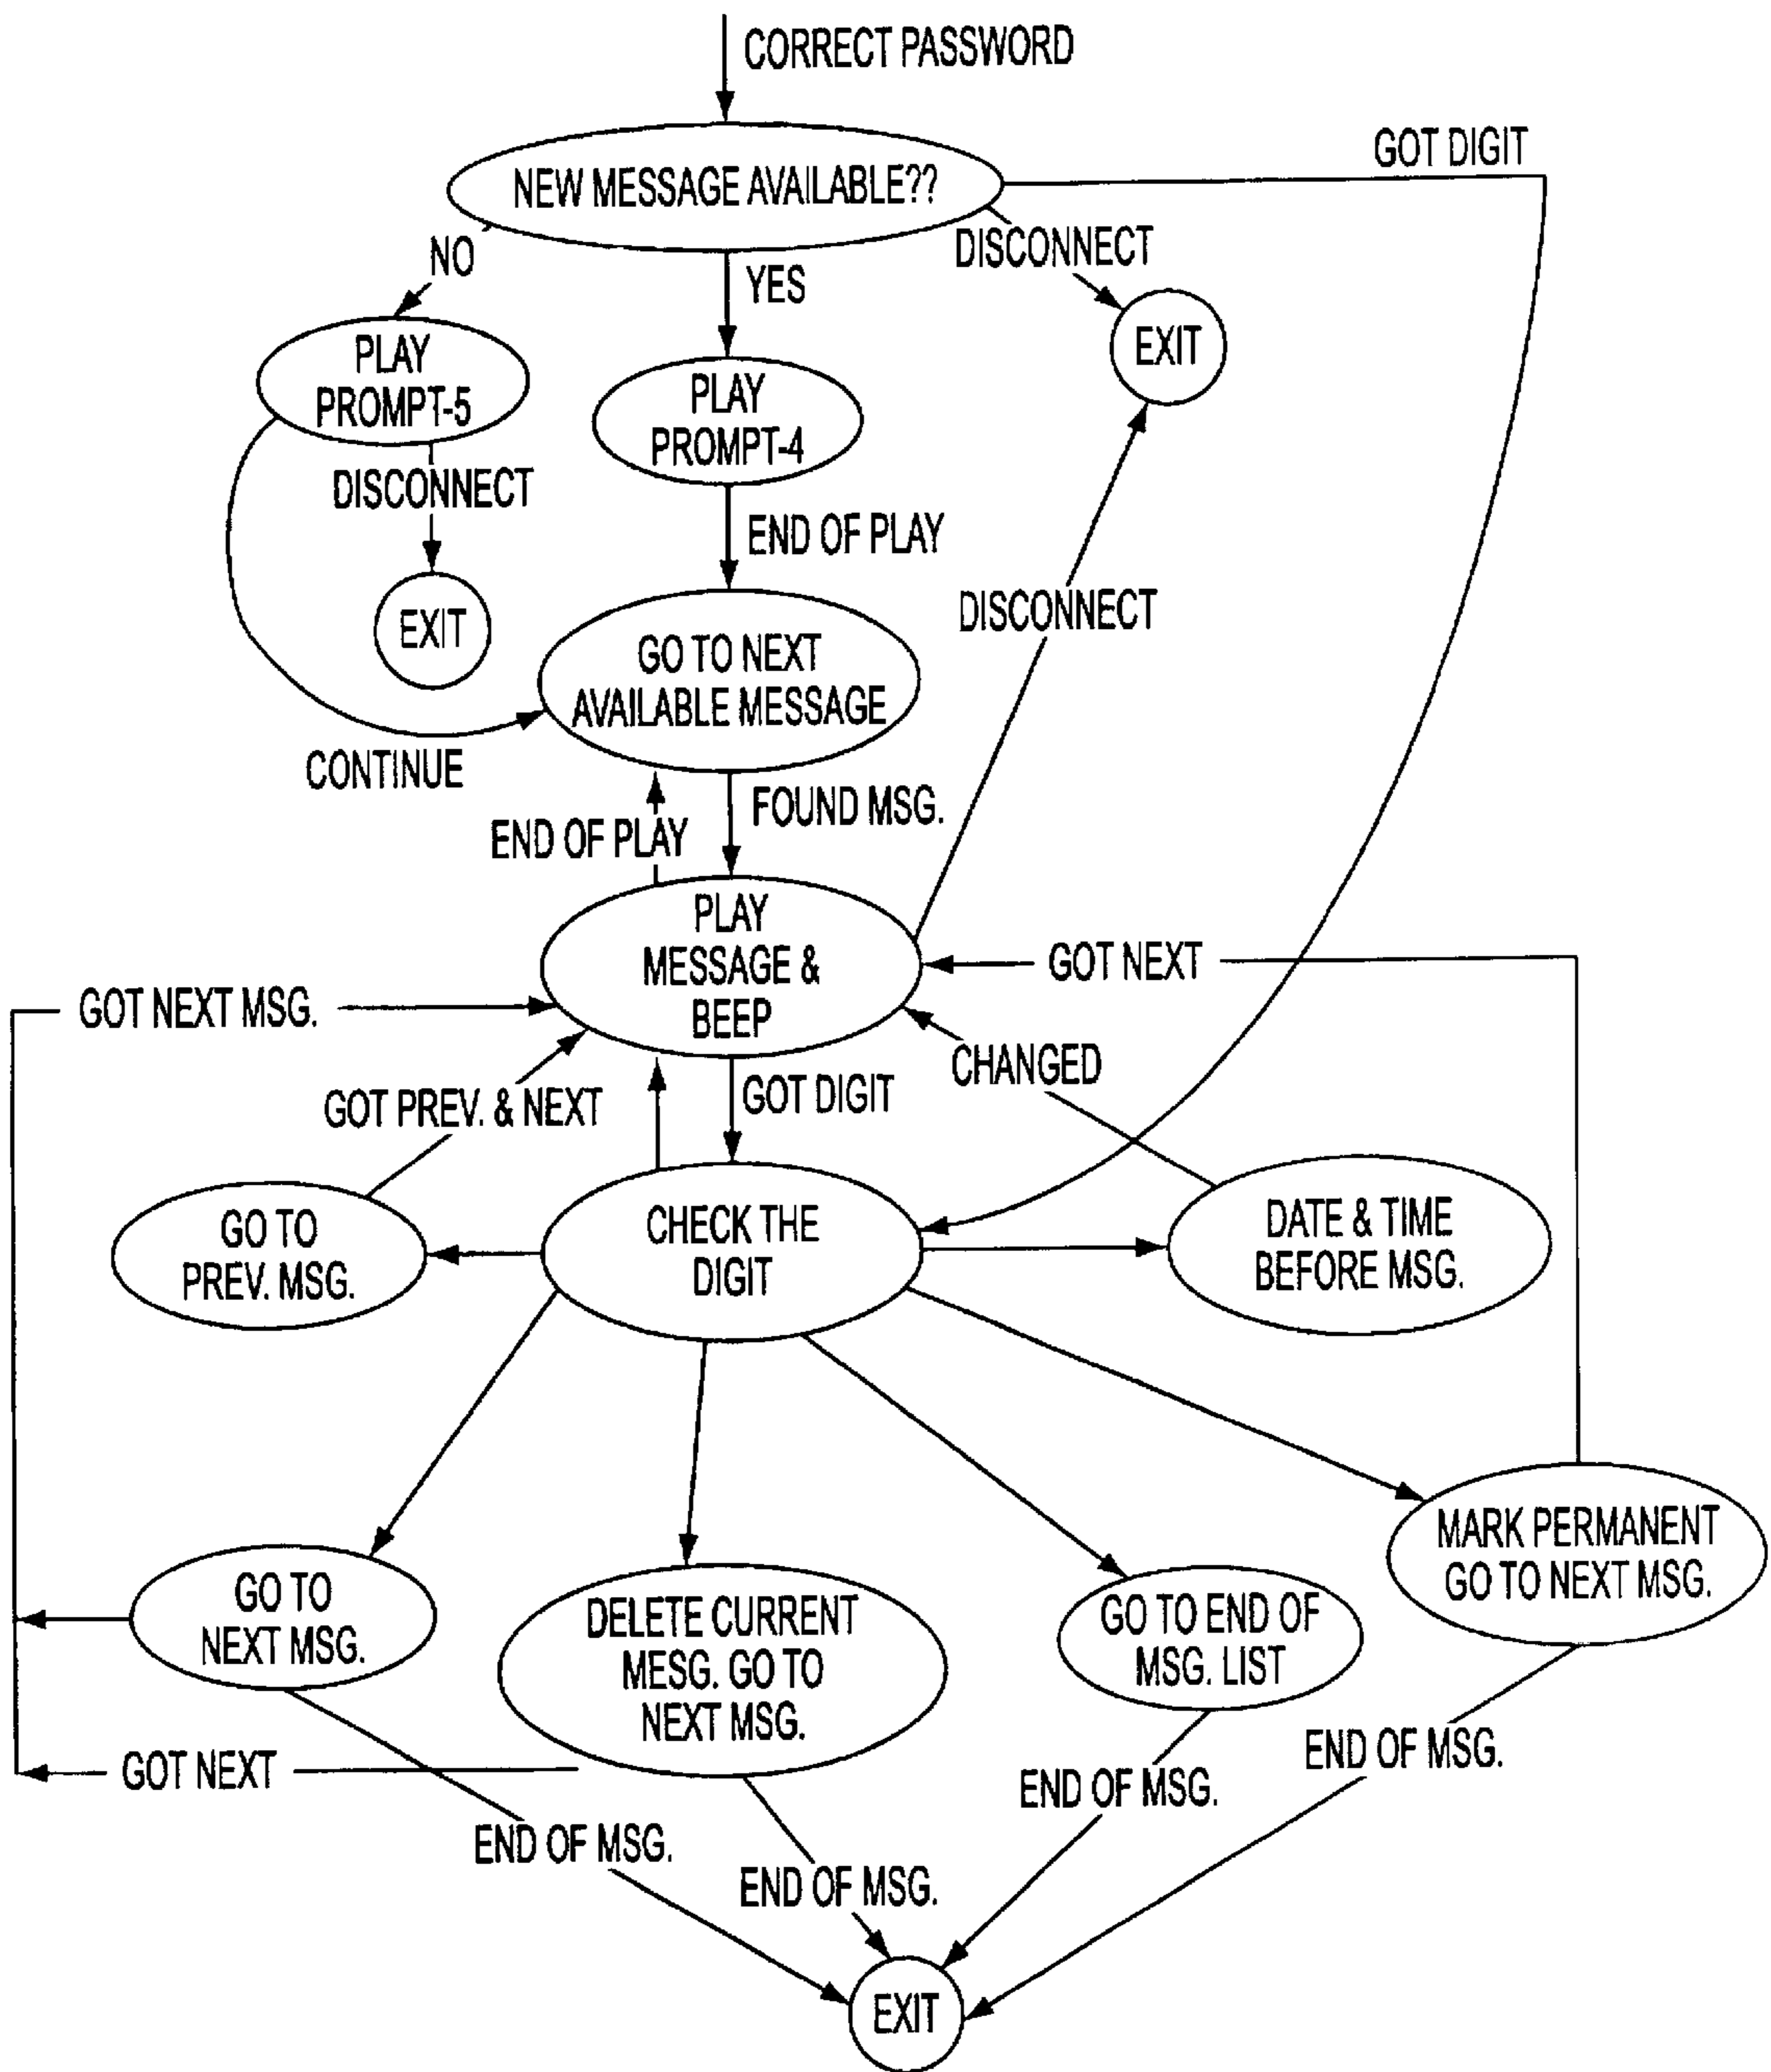 CORRECT PASSWORD
GOT DIGIT
NEW MESSAGE AVAILABLE??
NO
YES
DISCONNECT
EXIT
PLAY
PROMPT-5
PLAY
PROMPT-4
DISCONNECT
END OF PLAY
EXIT
DISCONNECT
GO TO NEXT
AVAILABLE MESSAGE
CONTINUE
FOUND MSG.
END OF PLAY
PLAY
MESSAGE &
BEEP
GOT NEXT
GOT NEXT MSG.
CHANGED
GOT PREV. & NEXT
GOT DIGIT
GO TO
PREV. MSG.
CHECK THE
DIGIT
DATE & TIME
BEFORE MSG.
MARK PERMANENT
GO TO NEXT MSG.
GO TO
NEXT MSG.
DELETE CURRENT
MESG. GO TO
NEXT MSG.
GO TO END OF
MSG. LIST
GOT NEXT
END OF MSG.
END OF MSG.
END OF MSG.
END OF MSG.
EXIT